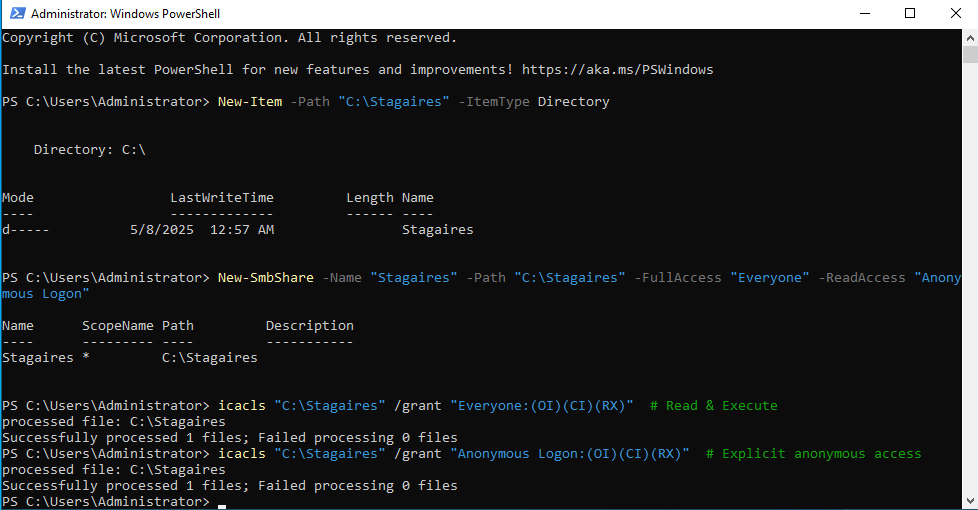 Administrator: Windows PowerShell
Copyright (C) Microsoft Corporation. All rights reserved.
Install the latest PowerShell for new features and improvements! https://aka.ms/PSWindows
PS C:\Users\Administrator> New-Item -Path "C:\Stagaires" -ItemType Directory
Directory: C:\
Mode LastWriteTime Length Name
---- ------------- ------ ----
d----- 5/8/2025 12:57 AM Stagaires
PS C:\Users\Administrator> New-SmbShare -Name "Stagaires" -Path "C:\Stagaires" -FullAccess "Everyone" -ReadAccess "Anony
mous Logon"
Name ScopeName Path Description
---- --------- ---- -----------
Stagaires * C:\Stagaires
PS C:\Users\Administrator> icacls "C:\Stagaires" /grant "Everyone:(OI)(CI)(RX)" # Read & Execute
processed file: C:\Stagaires
Successfully processed 1 files; Failed processing 0 files
PS C:\Users\Administrator> icacls "C:\Stagaires" /grant "Anonymous Logon:(OI)(CI)(RX)" # Explicit anonymous access
processed file: C:\Stagaires
Successfully processed 1 files; Failed processing 0 files
PS C:\Users\Administrator>